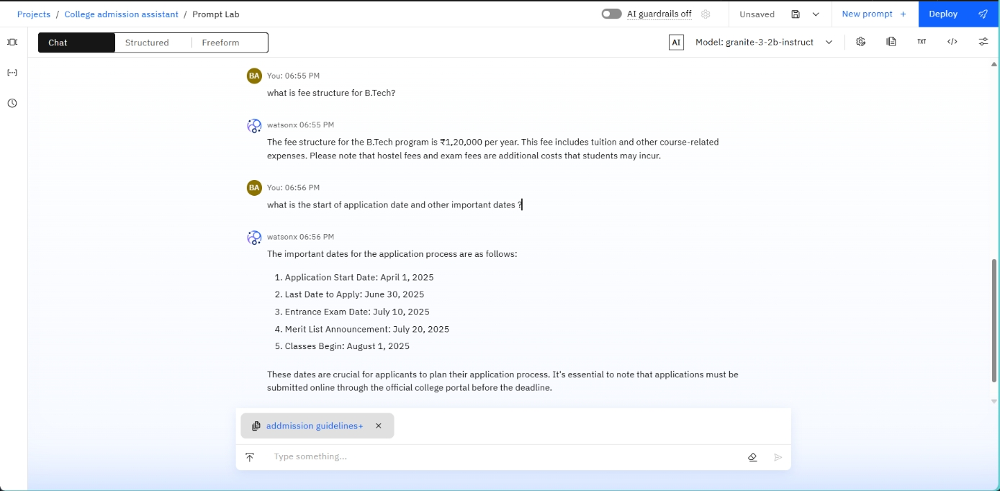 Projects / College admission assistant / Prompt Lab
AI guardrails off
Unsaved
New prompt +
Deploy
Chat
Structured
Freeform
AI
Model: granite-3-2b-instruct
TXT
</>
BA You: 06:55 PM
what is fee structure for B.Tech?
watsonx 06:55 PM
The fee structure for the B.Tech program is ₹1,20,000 per year. This fee includes tuition and other course-related
expenses. Please note that hostel fees and exam fees are additional costs that students may incur.
BA You: 06:56 PM
what is the start of application date and other important dates ?
watsonx 06:56 PM
The important dates for the application process are as follows:
1. Application Start Date: April 1, 2025
2. Last Date to Apply: June 30, 2025
3. Entrance Exam Date: July 10, 2025
4. Merit List Announcement: July 20, 2025
5. Classes Begin: August 1, 2025
These dates are crucial for applicants to plan their application process. It's essential to note that applications must be
submitted online through the official college portal before the deadline.
addmission guidelines+
Type something...